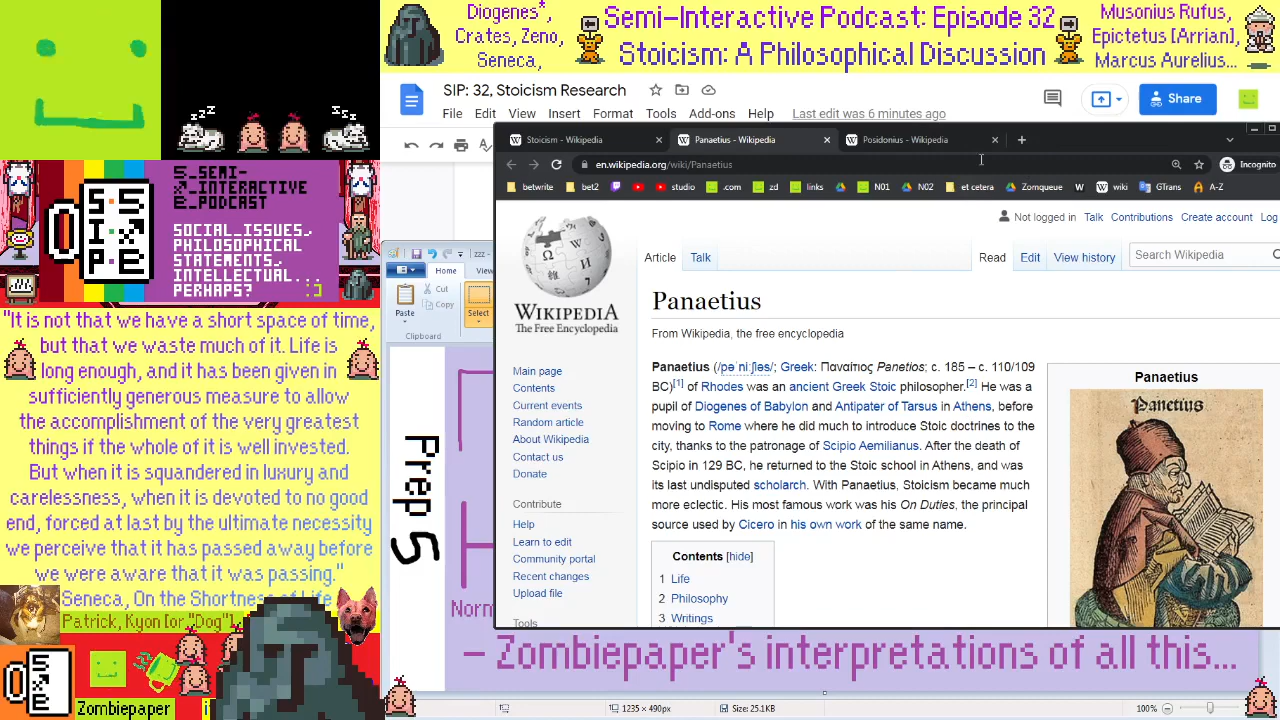 Diogenes*,
Crates, Zeno,
Seneca,
Semi-Interactive Podcast: Episode 32
Stoicism: A Philosophical Discussion
Musonius Rufus,
Epictetus [Arrian],
Marcus Aurelius...
SIP: 32, Stoicism Research
File Edit View Insert Format Tools Add-ons Help Last edit was 6 minutes ago
Share
Stoicism - Wikipedia
Panaetius - Wikipedia
Posidonius - Wikipedia
en.wikipedia.org/wiki/Panaetius
Incognito
betwrite bet2 studio .com zd links N01 N02 et cetera Zomqueue wiki GTrans A-Z
Not logged in Talk Contributions Create account Log
Article Talk Read Edit View history Search Wikipedia
WIKIPEDIA
The Free Encyclopedia
Main page
Contents
Current events
Random article
About Wikipedia
Contact us
Donate
Contribute
Help
Learn to edit
Community portal
Recent changes
Upload file
Tools
Panaetius
From Wikipedia, the free encyclopedia
Panaetius (/pəˈniːʃiəs/; Greek: Παναίτιος Panetios; c. 185 – c. 110/109
BC)[1] of Rhodes was an ancient Greek Stoic philosopher.[2] He was a
pupil of Diogenes of Babylon and Antipater of Tarsus in Athens, before
moving to Rome where he did much to introduce Stoic doctrines to the
city, thanks to the patronage of Scipio Aemilianus. After the death of
Scipio in 129 BC, he returned to the Stoic school in Athens, and was
its last undisputed scholarch. With Panaetius, Stoicism became much
more eclectic. His most famous work was his On Duties, the principal
source used by Cicero in his own work of the same name.
Contents [hide]
1 Life
2 Philosophy
3 Writings
Panaetius
Panetius
zzz -
Home View
Paste
Cut
Copy
Select
Clipboard
Prep 5
Norm
- Zombiepaper's interpretations of all this...
1235 × 490px
Size: 25.1KB
100%
zzz
zzz
S_SEMI-
_INTERACTIVE
_PODCAST
SOCIAL_ISSUES,
PHILOSOPHICAL
STATEMENTS,
INTELLECTUAL...
PERHAPS?
"It is not that we have a short space of time,
but that we waste much of it. Life is
long enough, and it has been given in
sufficiently generous measure to allow
the accomplishment of the very greatest
things if the whole of it is well invested.
But when it is squandered in luxury and
carelessness, when it is devoted to no good
end, forced at last by the ultimate necessity
we perceive that it has passed away before
we were aware that it was passing."
Seneca, On the Shortness of Life
Patrick, Kyon [or "Dog"]
Zombiepaper